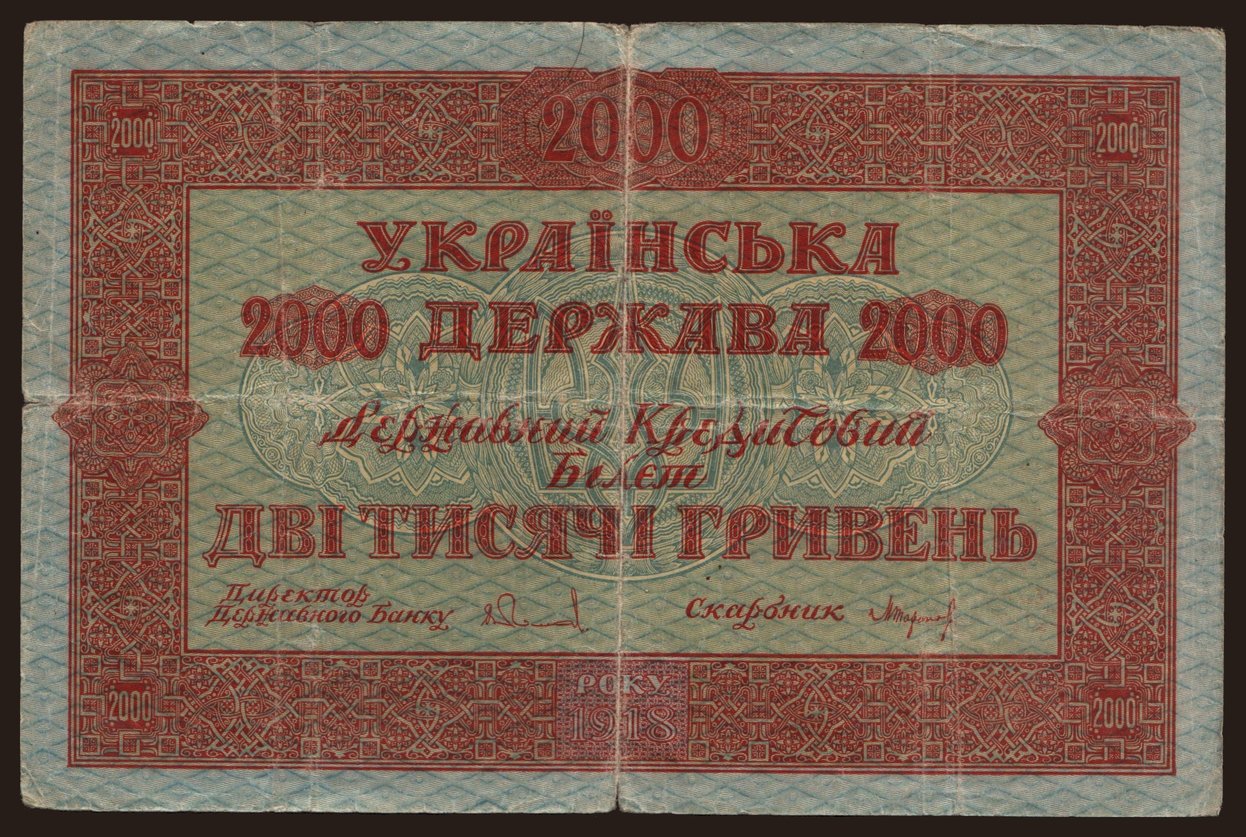 2000
2000
2000
УКРАЇНСЬКА
2000 ДЕРЖАВА 2000
Державний Кредитовий
Білєт
ДВІ ТИСЯЧІ ГРИВЕНЬ
Директор
Державного Банку
Скарбник
РОКУ
1918
2000
2000